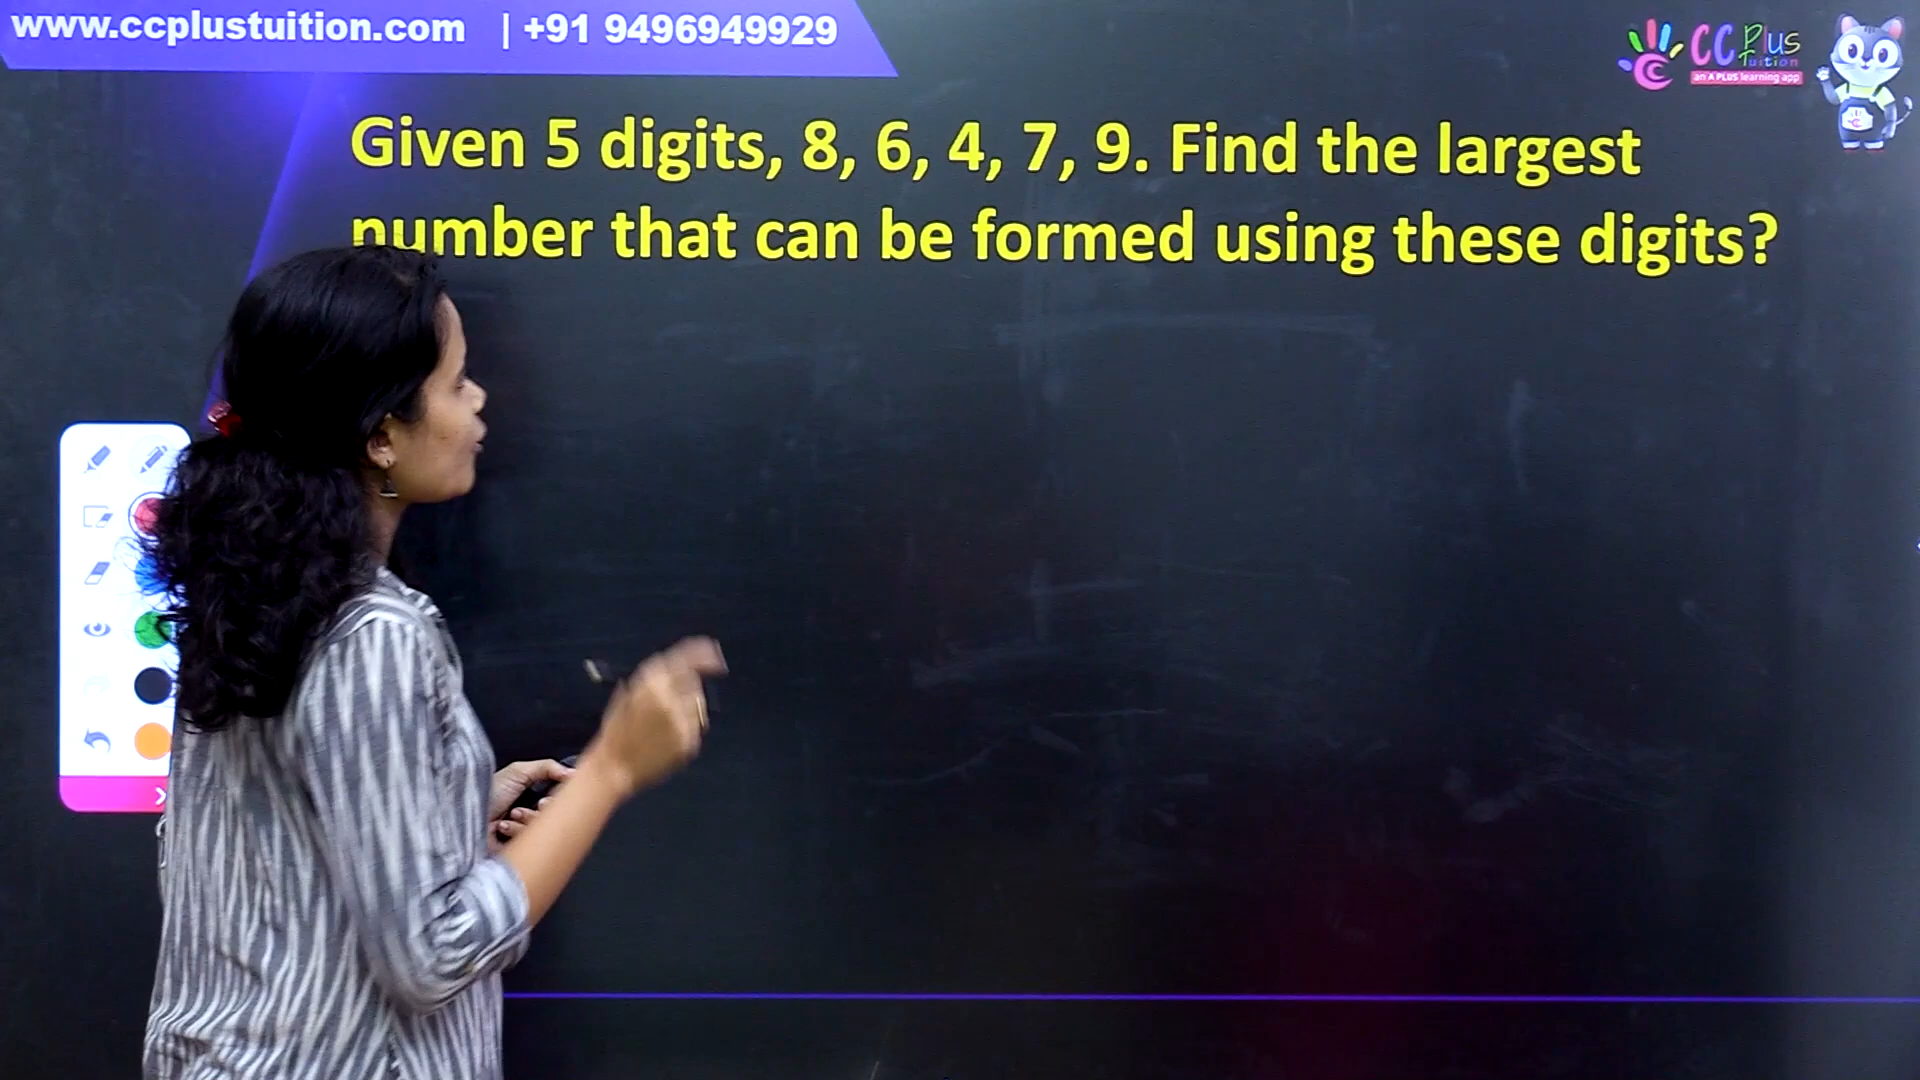 www.ccplustuition.com | +91 9496949929
CC Plus
Tuition
an A PLUS learning app
Given 5 digits, 8, 6, 4, 7, 9. Find the largest
number that can be formed using these digits?